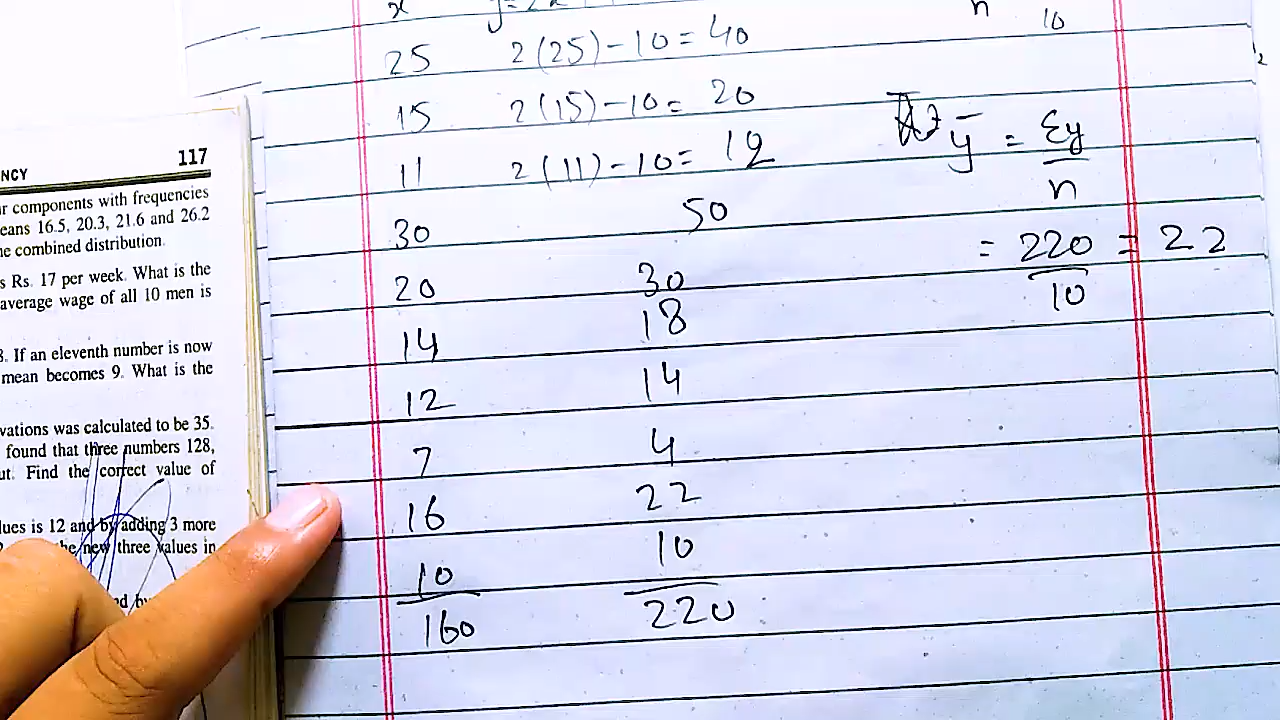 117
NCY
r components with frequencies
eans 16.5, 20.3, 21.6 and 26.2
e combined distribution.
s Rs. 17 per week. What is the
average wage of all 10 men is
3. If an eleventh number is now
mean becomes 9. What is the
vations was calculated to be 35.
found that three numbers 128,
ut. Find the correct value of
lues is 12 and by adding 3 more
new three values in
x
n 10
25 2(25)-10=40
15 2(15)-10= 20
11 2(11)-10= 12
ȳ = Σy
n
30 50
= 220 = 22
10
20 30
14 18
12 14
7 4
16 22
10 10
160 220